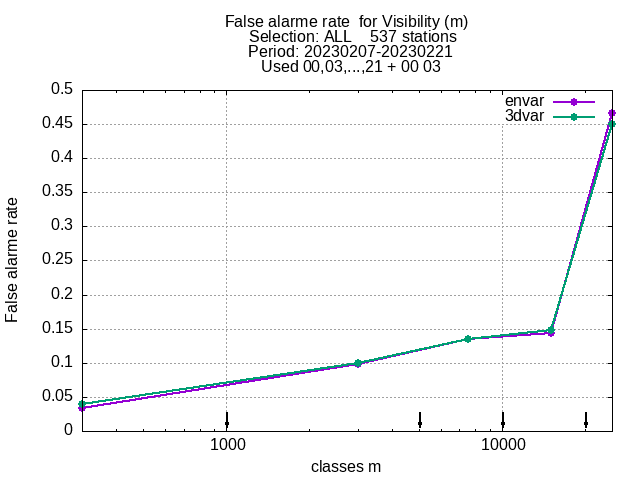 False alarme rate  for Visibility (m)
Selection: ALL    537 stations
Period: 20230207-20230221
Used 00,03,...,21 + 00 03
envar
3dvar
0.5
0.45
0.4
0.35
0.3
0.25
0.2
0.15
0.1
0.05
0
False alarme rate
1000
10000
classes m